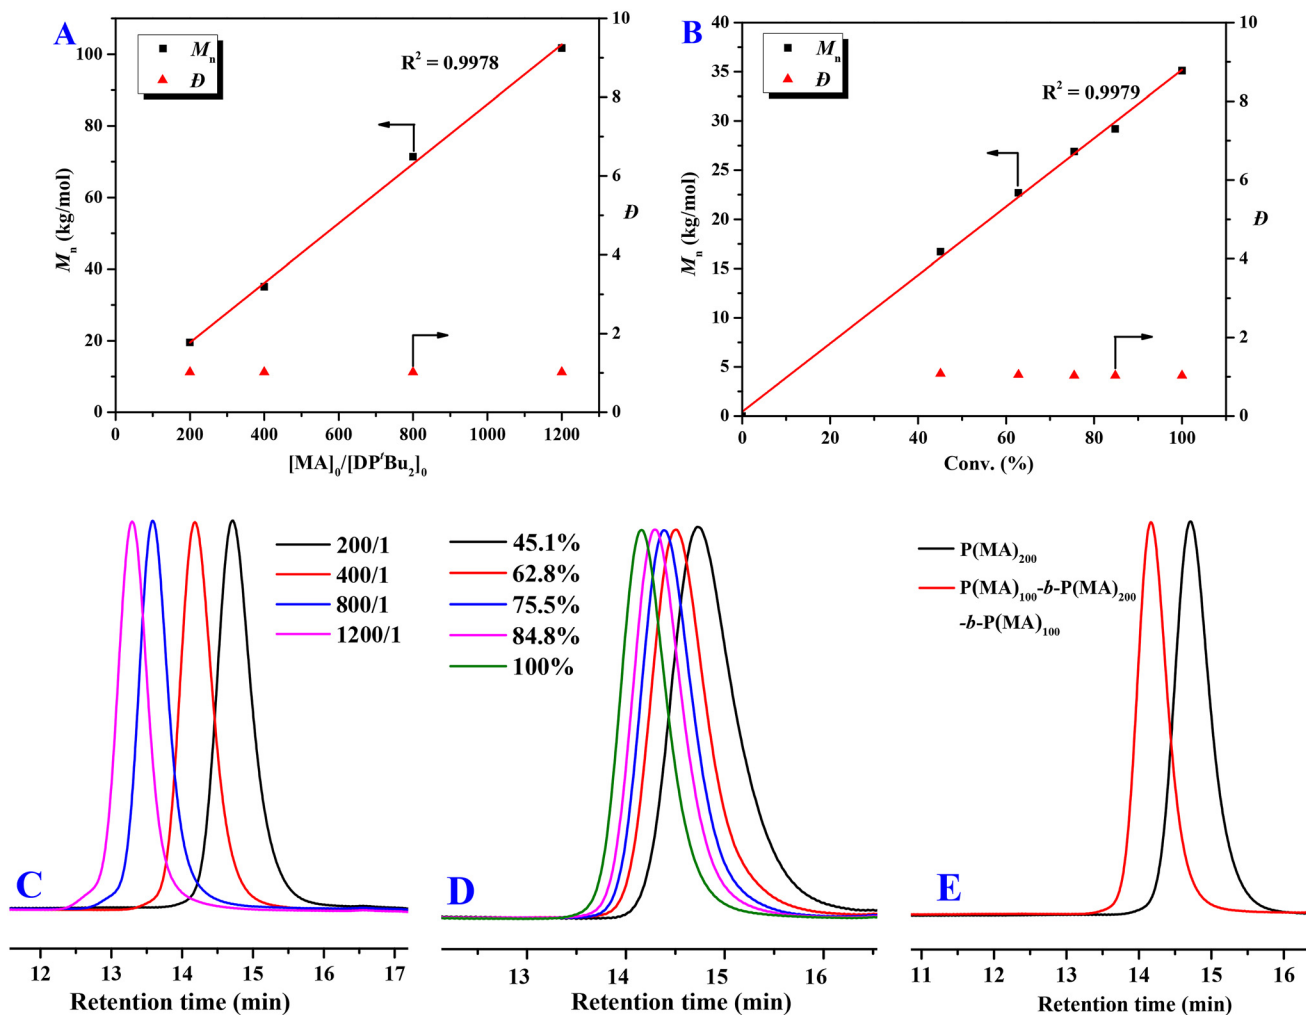 A
M_n
Đ
R² = 0.9978
M_n (kg/mol)
0
20
40
60
80
100
0
2
4
6
8
10
Đ
0
200
400
600
800
1000
1200
[MA]₀/[DPᵗBu₂]₀
B
M_n
Đ
R² = 0.9979
M_n (kg/mol)
0
5
10
15
20
25
30
35
40
0
2
4
6
8
10
Đ
0
20
40
60
80
100
Conv. (%)
C
200/1
400/1
800/1
1200/1
12
13
14
15
16
17
Retention time (min)
D
45.1%
62.8%
75.5%
84.8%
100%
13
14
15
16
Retention time (min)
E
P(MA)₂₀₀
P(MA)₁₀₀-b-P(MA)₂₀₀
-b-P(MA)₁₀₀
11
12
13
14
15
16
Retention time (min)